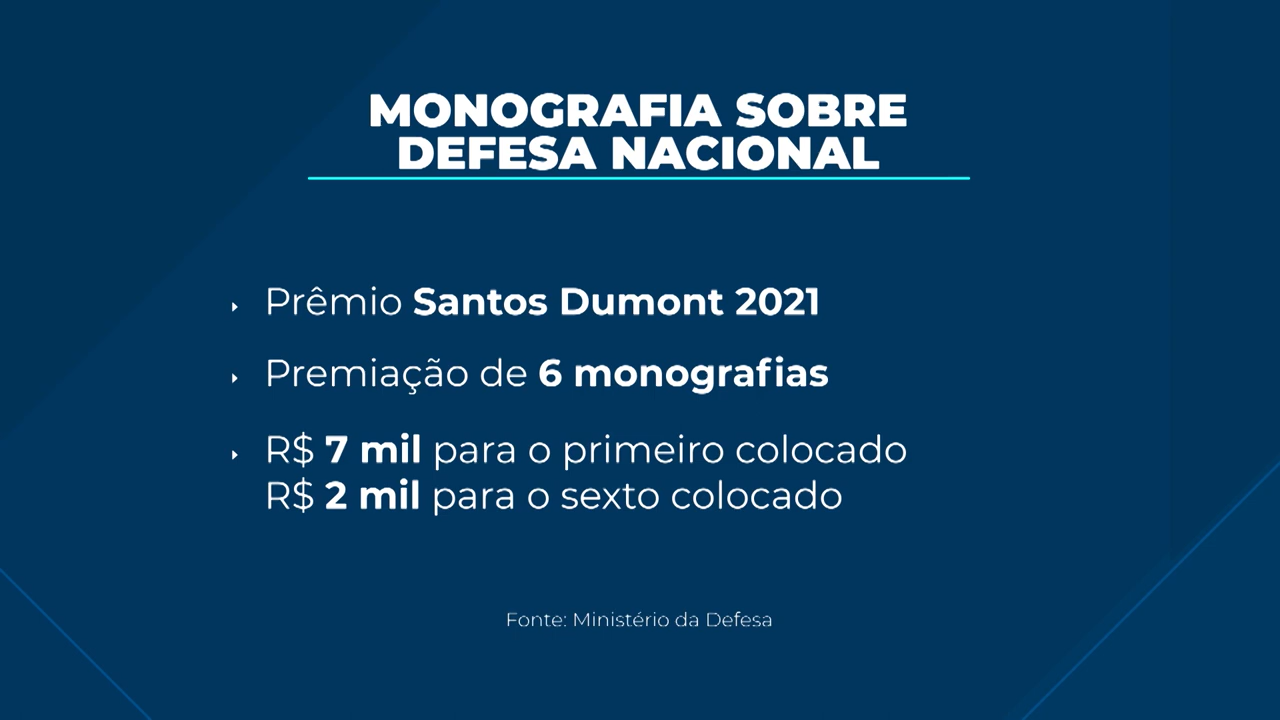 MONOGRAFIA SOBRE
DEFESA NACIONAL
Prêmio Santos Dumont 2021
Premiação de 6 monografias
R$ 7 mil para o primeiro colocado
R$ 2 mil para o sexto colocado
Fonte: Ministério da Defesa